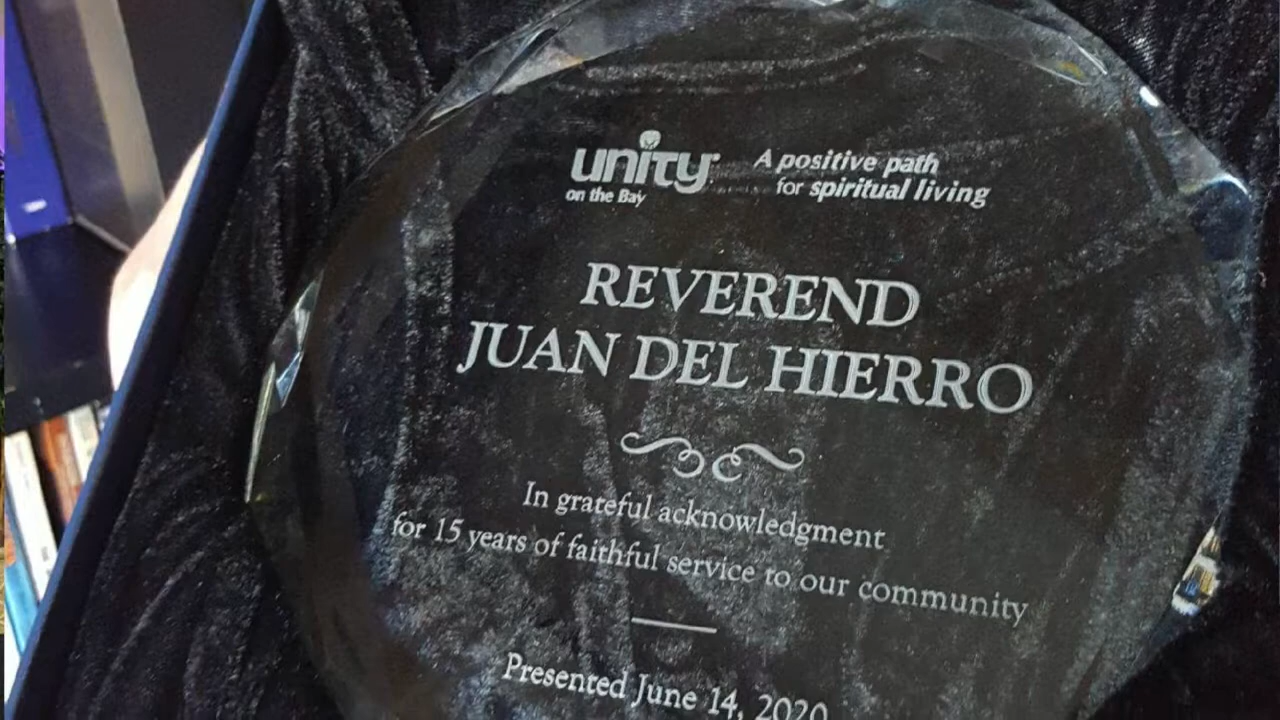 unity
on the Bay
A positive path
for spiritual living
REVEREND
JUAN DEL HIERRO
In grateful acknowledgment
for 15 years of faithful service to our community
Presented June 14, 2020